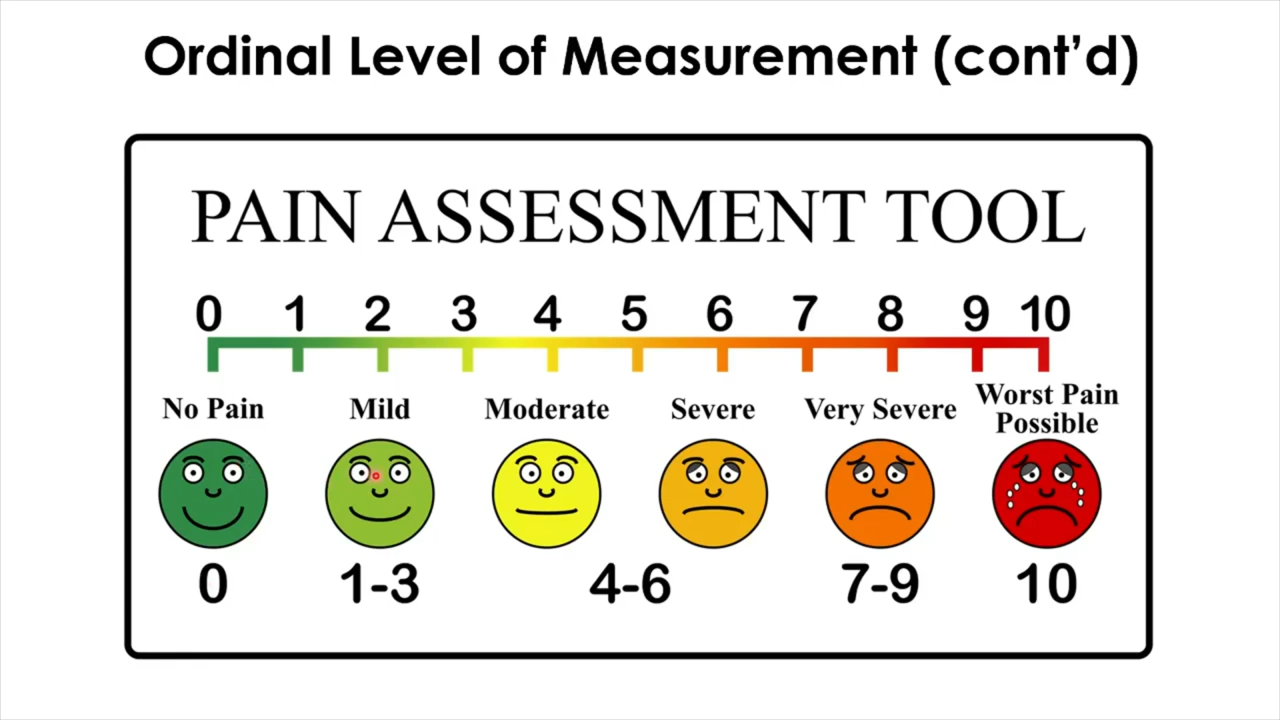 Ordinal Level of Measurement (cont’d)
PAIN ASSESSMENT TOOL
0 1 2 3 4 5 6 7 8 9 10
No Pain Mild Moderate Severe Very Severe Worst Pain
Possible
0 1-3 4-6 7-9 10